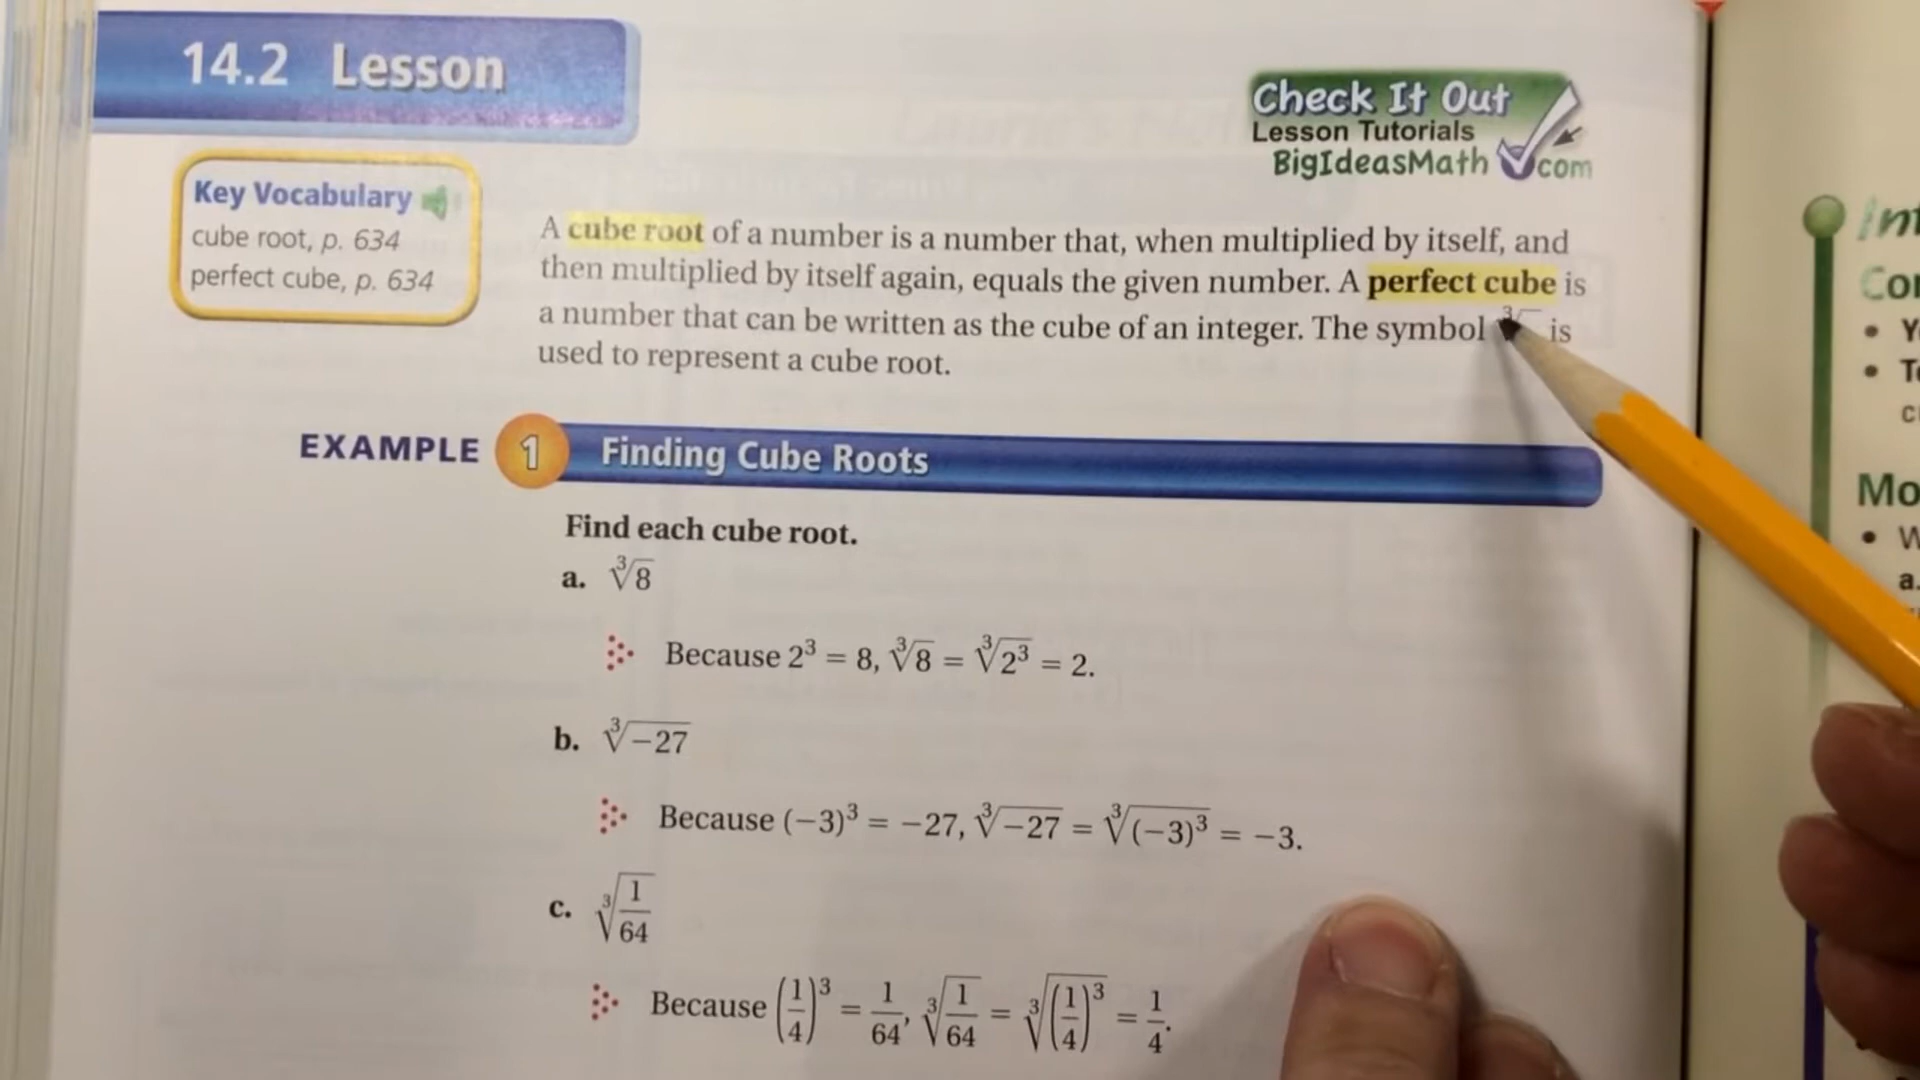 14.2 Lesson
Check It Out
Lesson Tutorials
BigIdeasMath com
Key Vocabulary
cube root, p. 634
perfect cube, p. 634
A cube root of a number is a number that, when multiplied by itself, and
then multiplied by itself again, equals the given number. A perfect cube is
a number that can be written as the cube of an integer. The symbol ∛ is
used to represent a cube root.
EXAMPLE 1 Finding Cube Roots
Find each cube root.
a. ∛8
Because 2³ = 8, ∛8 = ∛2³ = 2.
b. ∛−27
Because (−3)³ = −27, ∛−27 = ∛(−3)³ = −3.
c. ∛(1/64)
Because (1/4)³ = 1/64, ∛(1/64) = ∛(1/4)³ = 1/4.
a.